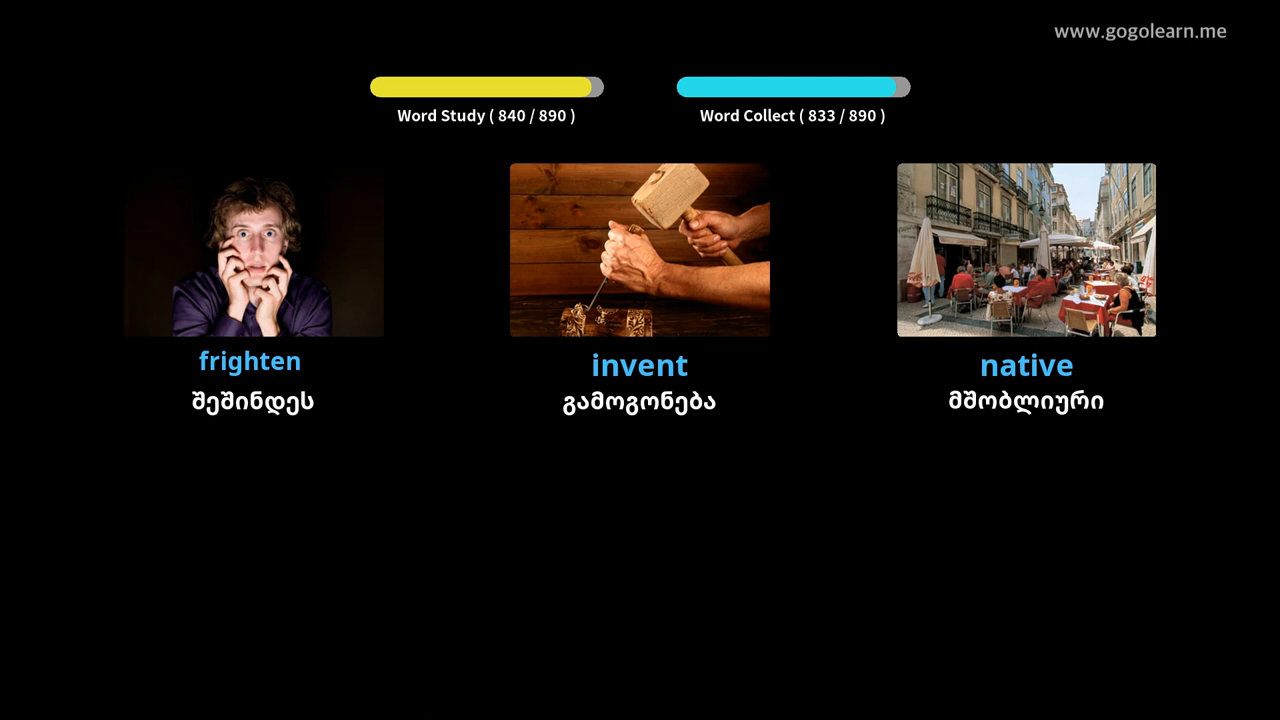 www.gogolearn.me
Word Study ( 840 / 890 )
Word Collect ( 833 / 890 )
frighten
შეშინდეს
invent
გამოგონება
native
მშობლიური